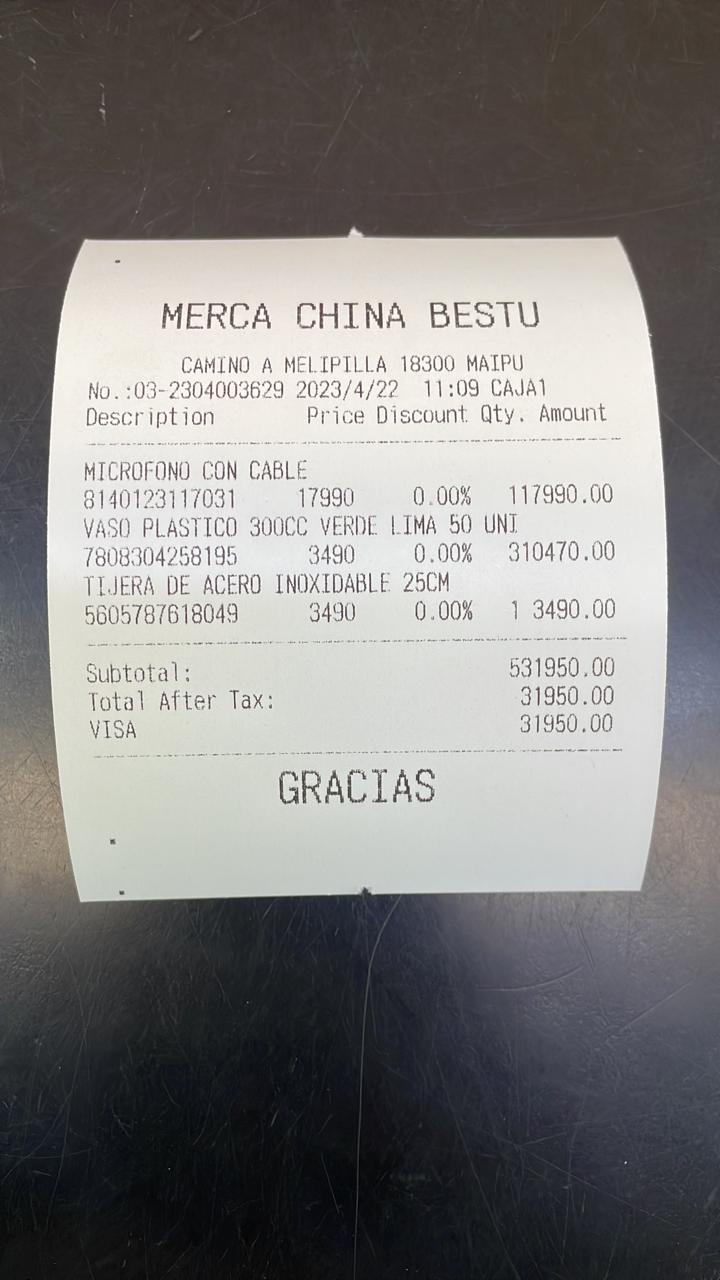 MERCA CHINA BESTU
CAMINO A MELIPILLA 18300 MAIPU
No.:03-2304003629 2023/4/22 11:09 CAJA1
Description Price Discount Qty. Amount
MICROFONO CON CABLE
8140123117031 17990 0.00% 117990.00
VASO PLASTICO 300CC VERDE LIMA 50 UNI
7808304258195 3490 0.00% 310470.00
TIJERA DE ACERO INOXIDABLE 25CM
5605787618049 3490 0.00% 1 3490.00
Subtotal: 531950.00
Total After Tax: 31950.00
VISA 31950.00
GRACIAS